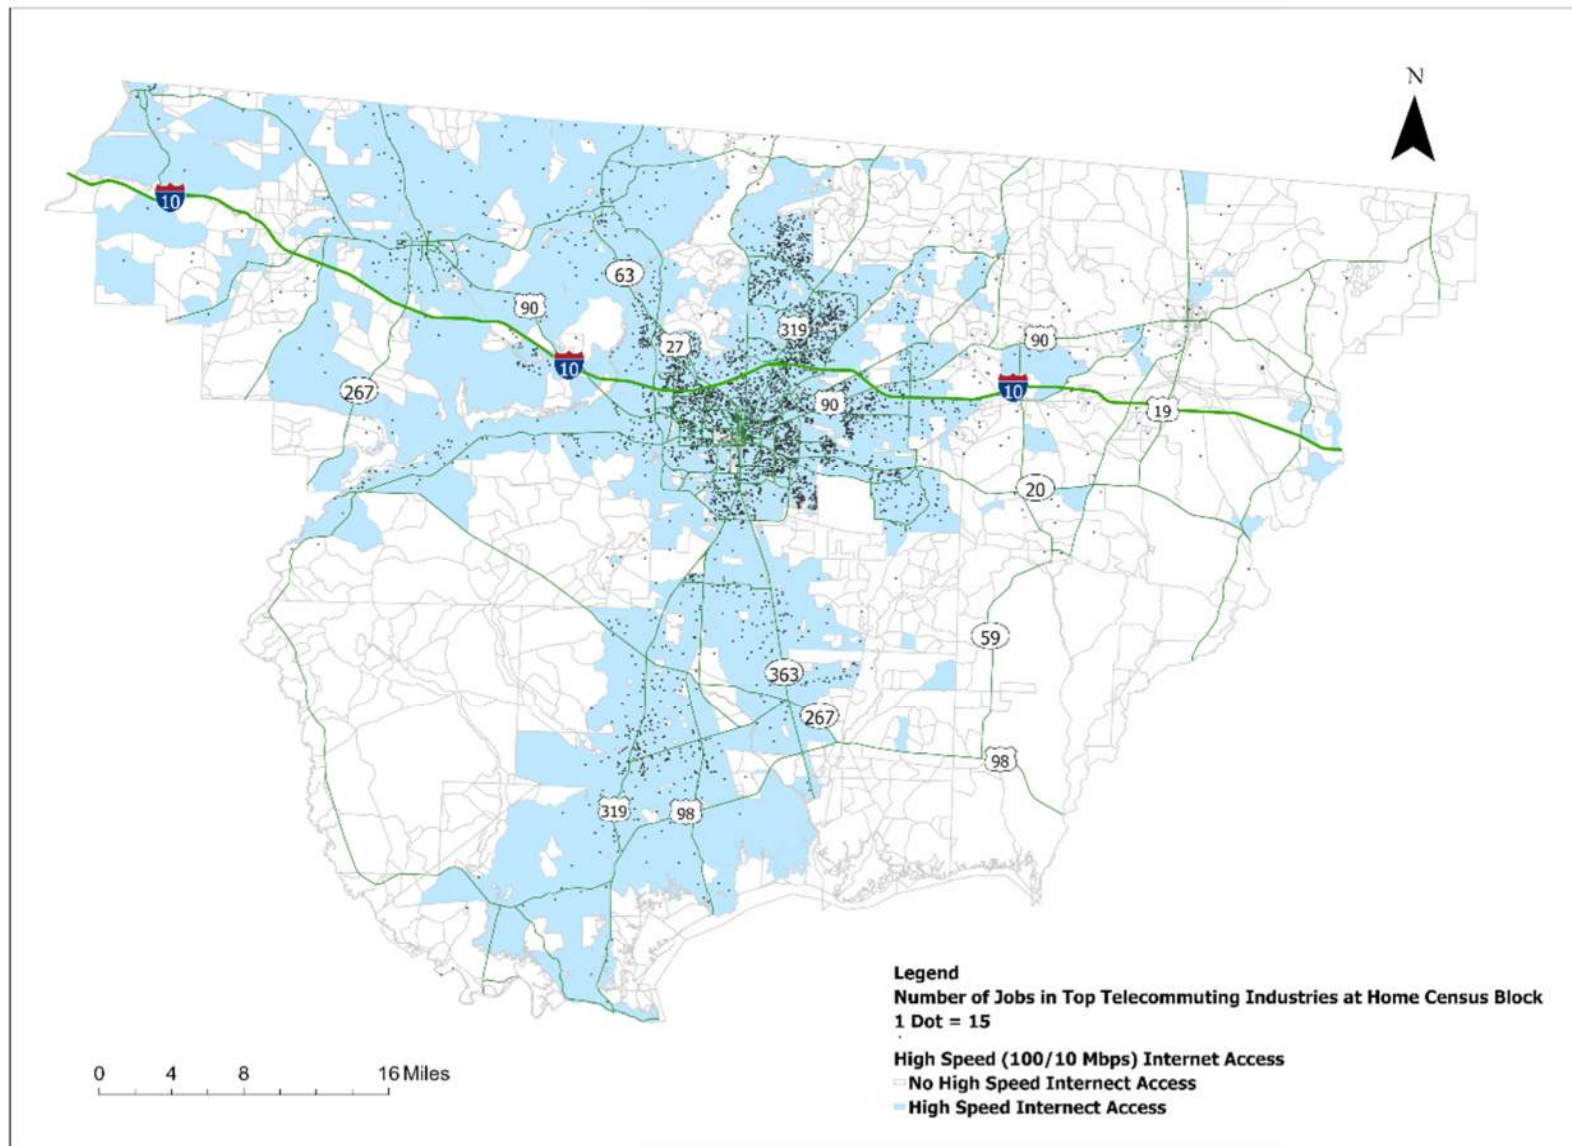 N
10
63
90
319
27
90
10
267
90
10
19
20
59
363
267
98
319
98
Legend
Number of Jobs in Top Telecommuting Industries at Home Census Block
1 Dot = 15
High Speed (100/10 Mbps) Internet Access
No High Speed Internect Access
High Speed Internect Access
0 4 8 16 Miles